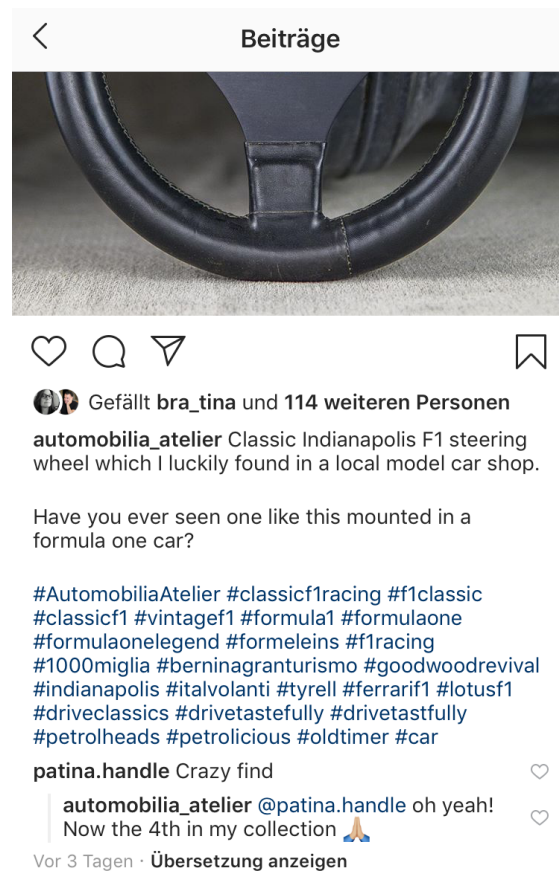 Beiträge
Gefällt bra_tina und 114 weiteren Personen
automobilia_atelier Classic Indianapolis F1 steering
wheel which I luckily found in a local model car shop.
Have you ever seen one like this mounted in a
formula one car?
#AutomobiliaAtelier #classicf1racing #f1classic
#classicf1 #vintagef1 #formula1 #formulaone
#formulaonelegend #formeleins #f1racing
#1000miglia #berninagranturismo #goodwoodrevival
#indianapolis #italvolanti #tyrell #ferrarif1 #lotusf1
#driveclassics #drivetastefully #drivetastfully
#petrolheads #petrolicious #oldtimer #car
patina.handle Crazy find
automobilia_atelier @patina.handle oh yeah!
Now the 4th in my collection 🙏🏼
Vor 3 Tagen · Übersetzung anzeigen